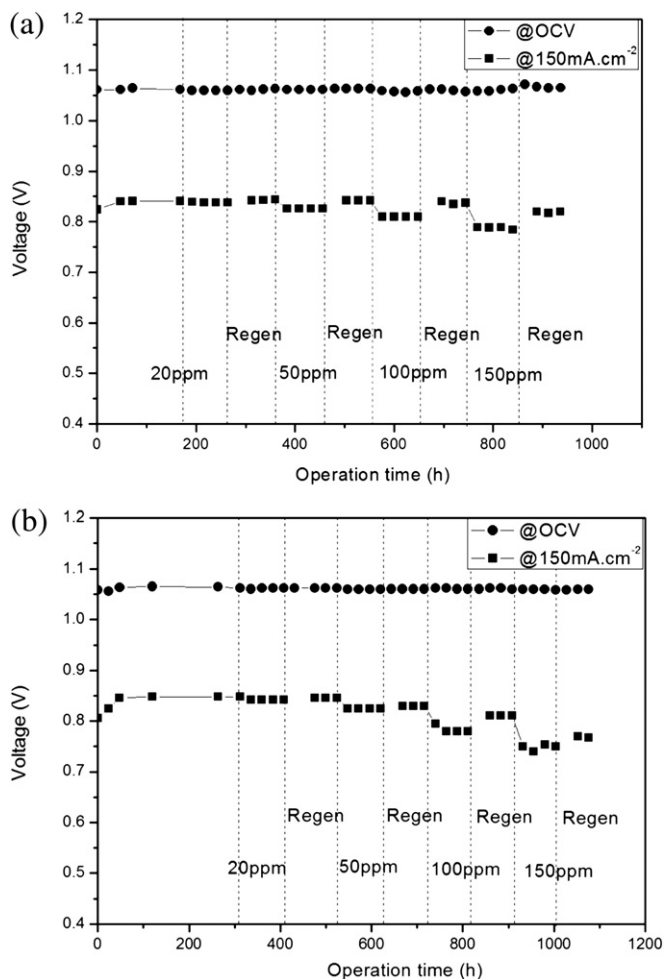 (a)
@OCV
@150mA.cm⁻²
1.2
1.1
1.0
0.9
0.8
0.7
0.6
0.5
0.4
Voltage (V)
Regen Regen Regen Regen
20ppm 50ppm 100ppm 150ppm
0 200 400 600 800 1000
Operation time (h)
(b)
@OCV
@150mA.cm⁻²
1.2
1.1
1.0
0.9
0.8
0.7
0.6
0.5
0.4
Voltage (V)
Regen Regen Regen Regen
20ppm 50ppm 100ppm 150ppm
0 200 400 600 800 1000 1200
Operation time (h)